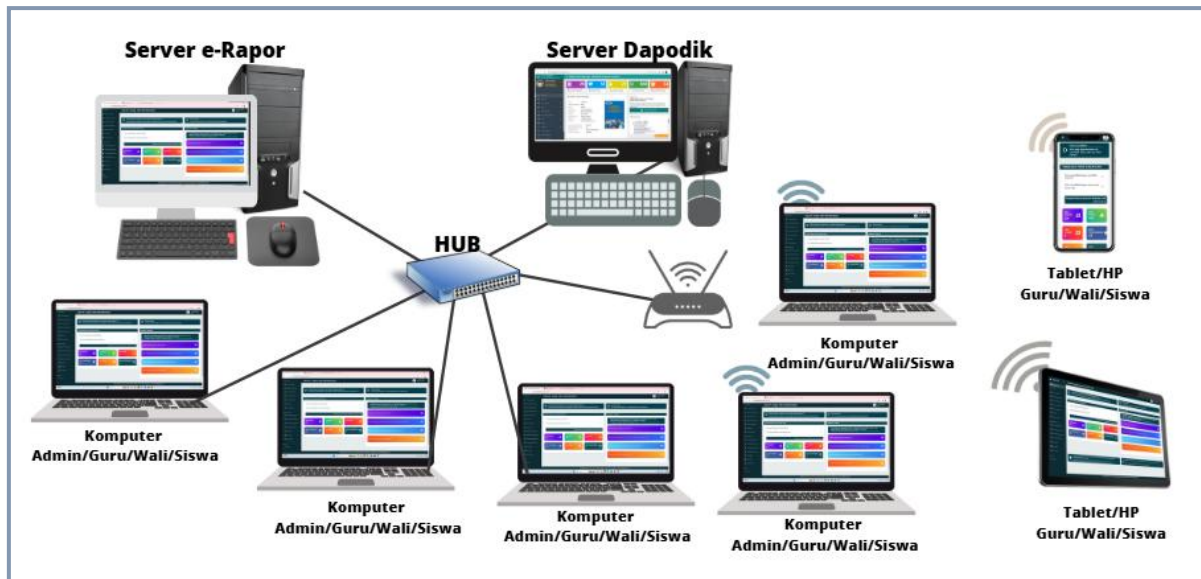 Server e-Rapor
Server Dapodik
HUB
Tablet/HP
Guru/Wali/Siswa
Komputer
Admin/Guru/Wali/Siswa
Komputer
Admin/Guru/Wali/Siswa
Komputer
Admin/Guru/Wali/Siswa
Komputer
Admin/Guru/Wali/Siswa
Komputer
Admin/Guru/Wali/Siswa
Tablet/HP
Guru/Wali/Siswa